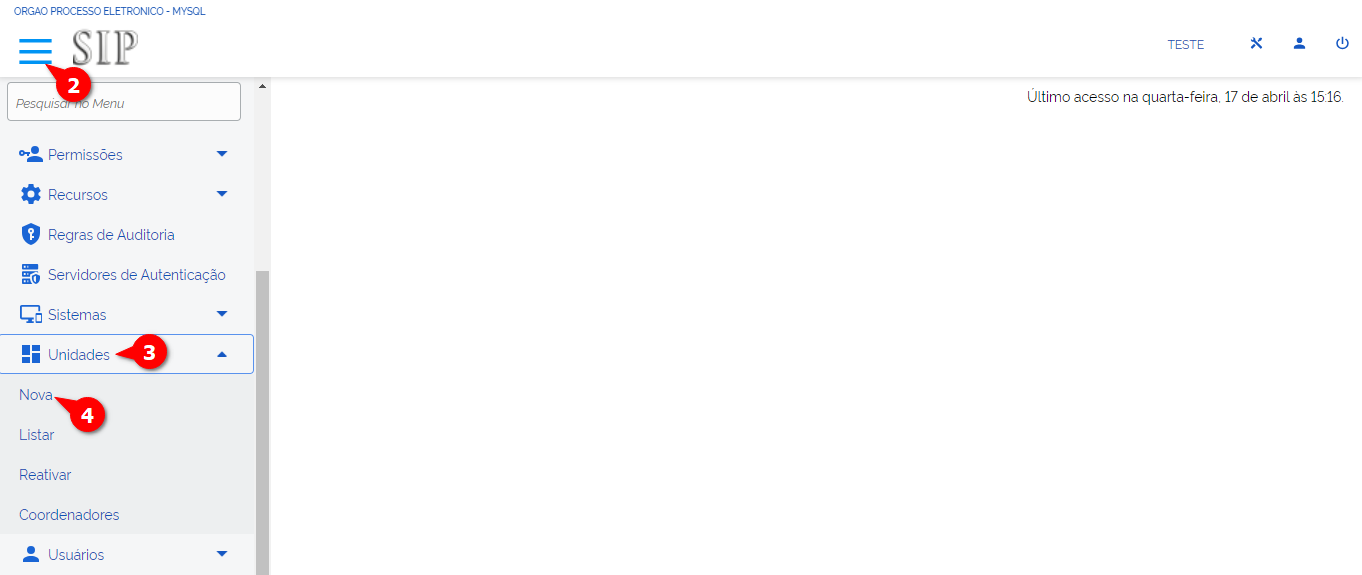 ORGAO PROCESSO ELETRONICO - MYSQL
SIP
TESTE
2
Pesquisar no Menu
Último acesso na quarta-feira, 17 de abril às 15:16.
Permissões
Recursos
Regras de Auditoria
Servidores de Autenticação
Sistemas
Unidades
3
Nova
4
Listar
Reativar
Coordenadores
Usuários